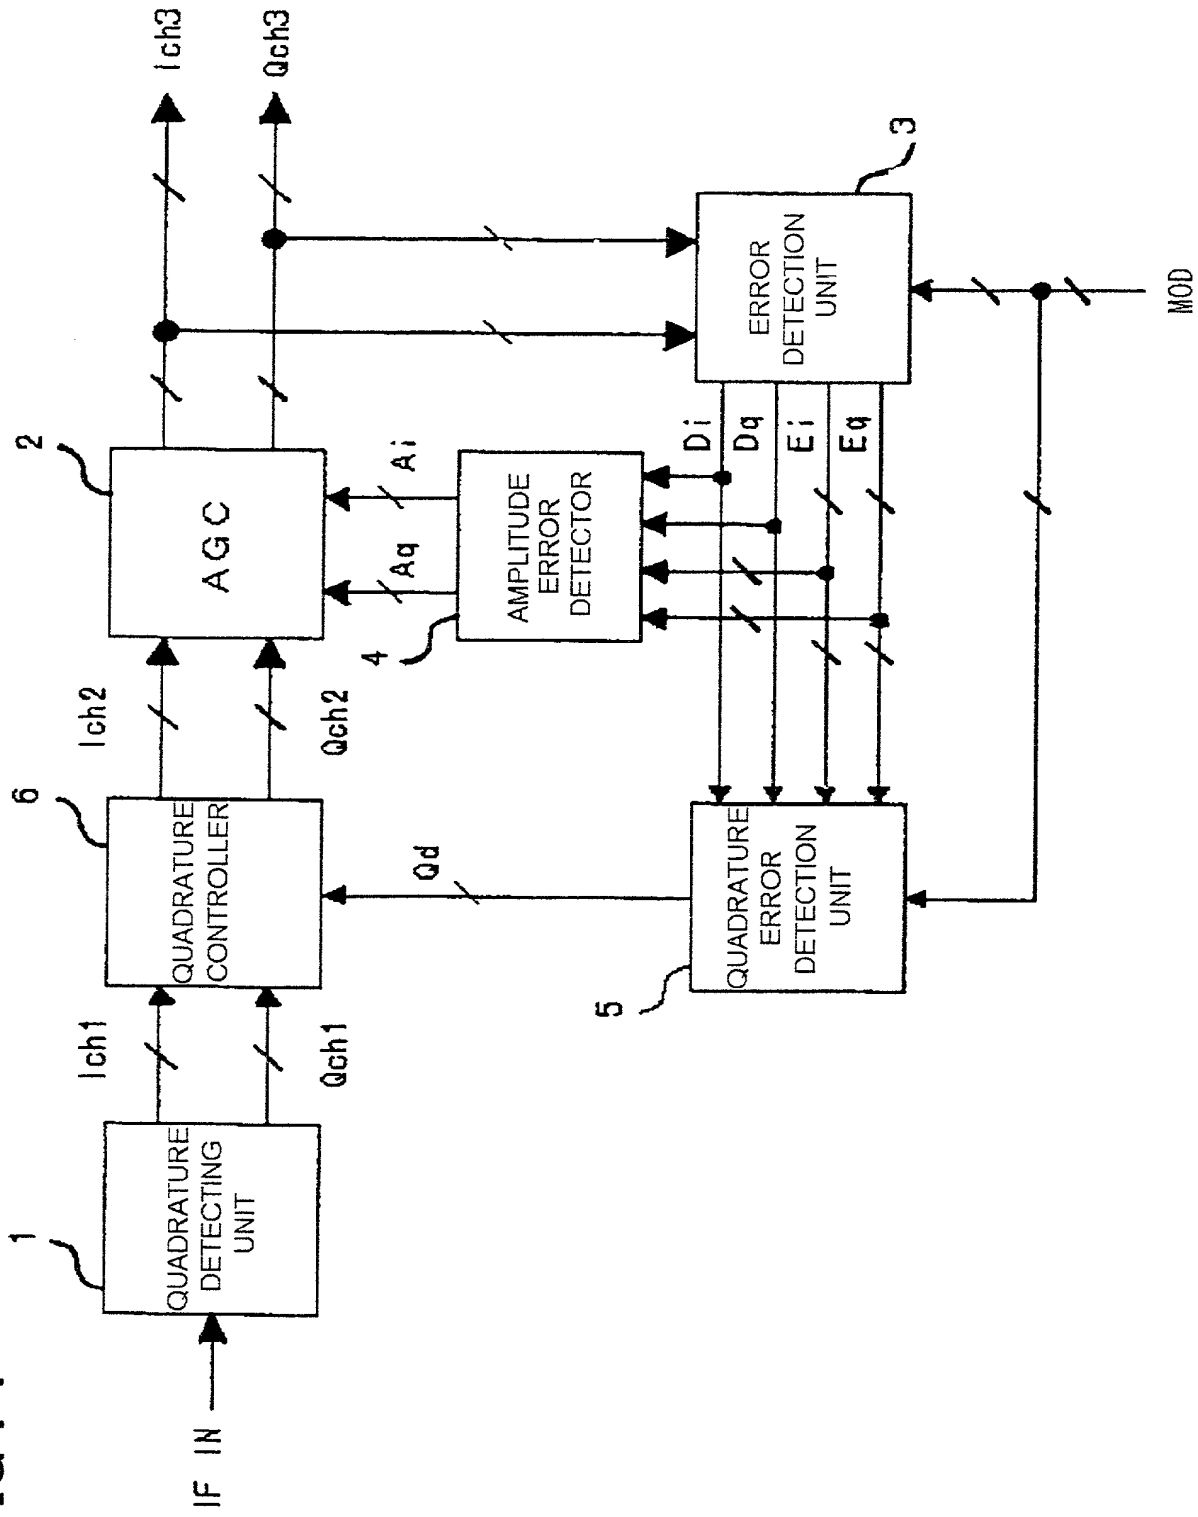 IF IN
1
QUADRATURE
DETECTING
UNIT
Ich1
Qch1
6
QUADRATURE
CONTROLLER
Ich2
Qch2
2
AGC
Ich3
Qch3
Qd
Aq
Ai
4
AMPLITUDE
ERROR
DETECTOR
5
QUADRATURE
ERROR
DETECTION
UNIT
Di
Dq
Ei
Eq
3
ERROR
DETECTION
UNIT
MOD